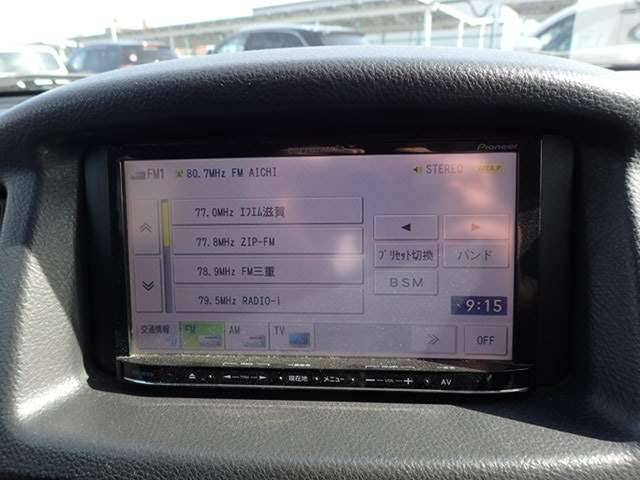 Pioneer
FM1 80.7MHz FM AICHI STEREO
77.0MHz エフエム滋賀
77.8MHz ZIP-FM
78.9MHz FM三重
79.5MHz RADIO-i
◄ ►
プリセット切換 バンド
BSM
9:15
交通情報 FM AM TV OFF
現在地 メニュー − VOL + AV